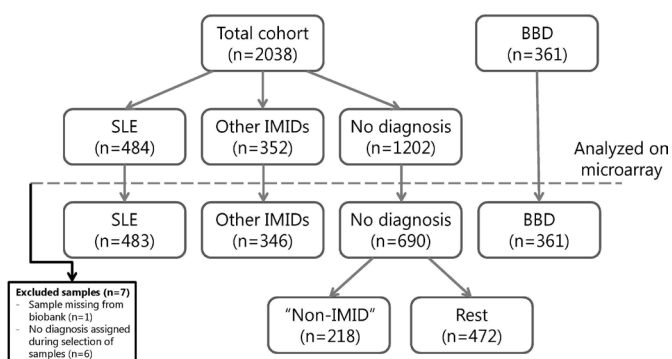 Total cohort
(n=2038)
BBD
(n=361)
SLE
(n=484)
Other IMIDs
(n=352)
No diagnosis
(n=1202)
Analyzed on
microarray
SLE
(n=483)
Other IMIDs
(n=346)
No diagnosis
(n=690)
BBD
(n=361)
Excluded samples (n=7)
- Sample missing from
biobank (n=1)
- No diagnosis assigned
during selection of
samples (n=6)
"Non-IMID"
(n=218)
Rest
(n=472)